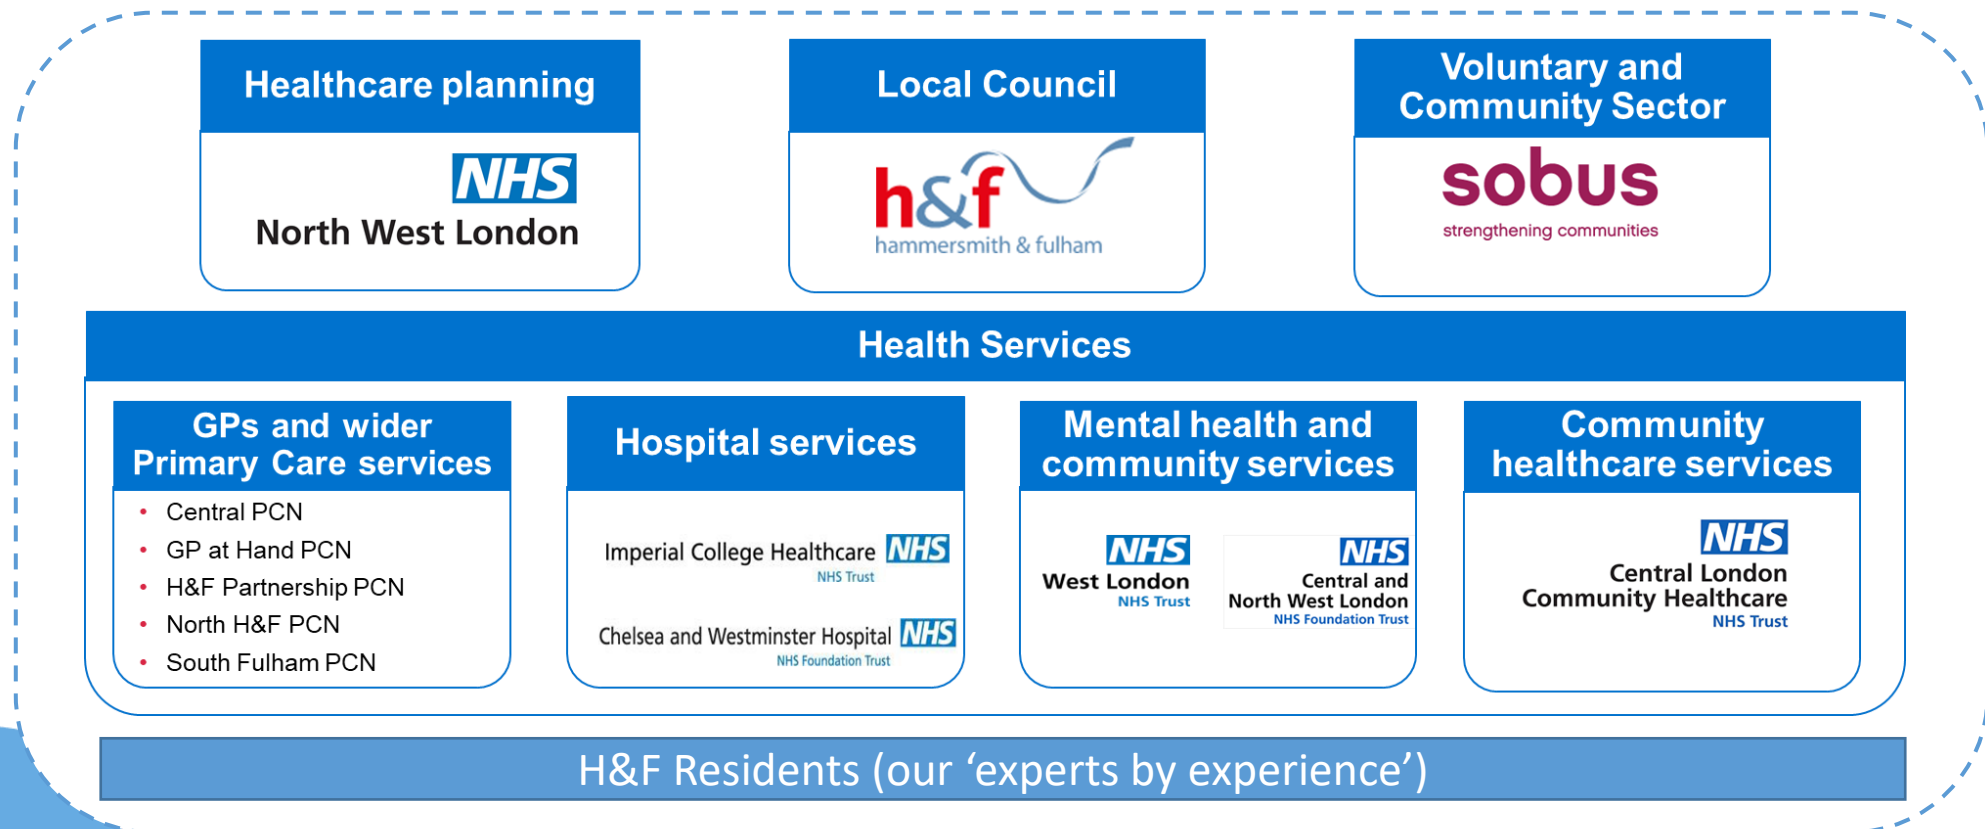 Healthcare planning
NHS
North West London
Local Council
h&f
hammersmith & fulham
Voluntary and
Community Sector
sobus
strengthening communities
Health Services
GPs and wider
Primary Care services
• Central PCN
• GP at Hand PCN
• H&F Partnership PCN
• North H&F PCN
• South Fulham PCN
Hospital services
Imperial College Healthcare NHS
NHS Trust
Chelsea and Westminster Hospital NHS
NHS Foundation Trust
Mental health and
community services
NHS
West London
NHS Trust
NHS
Central and
North West London
NHS Foundation Trust
Community
healthcare services
NHS
Central London
Community Healthcare
NHS Trust
H&F Residents (our ‘experts by experience’)